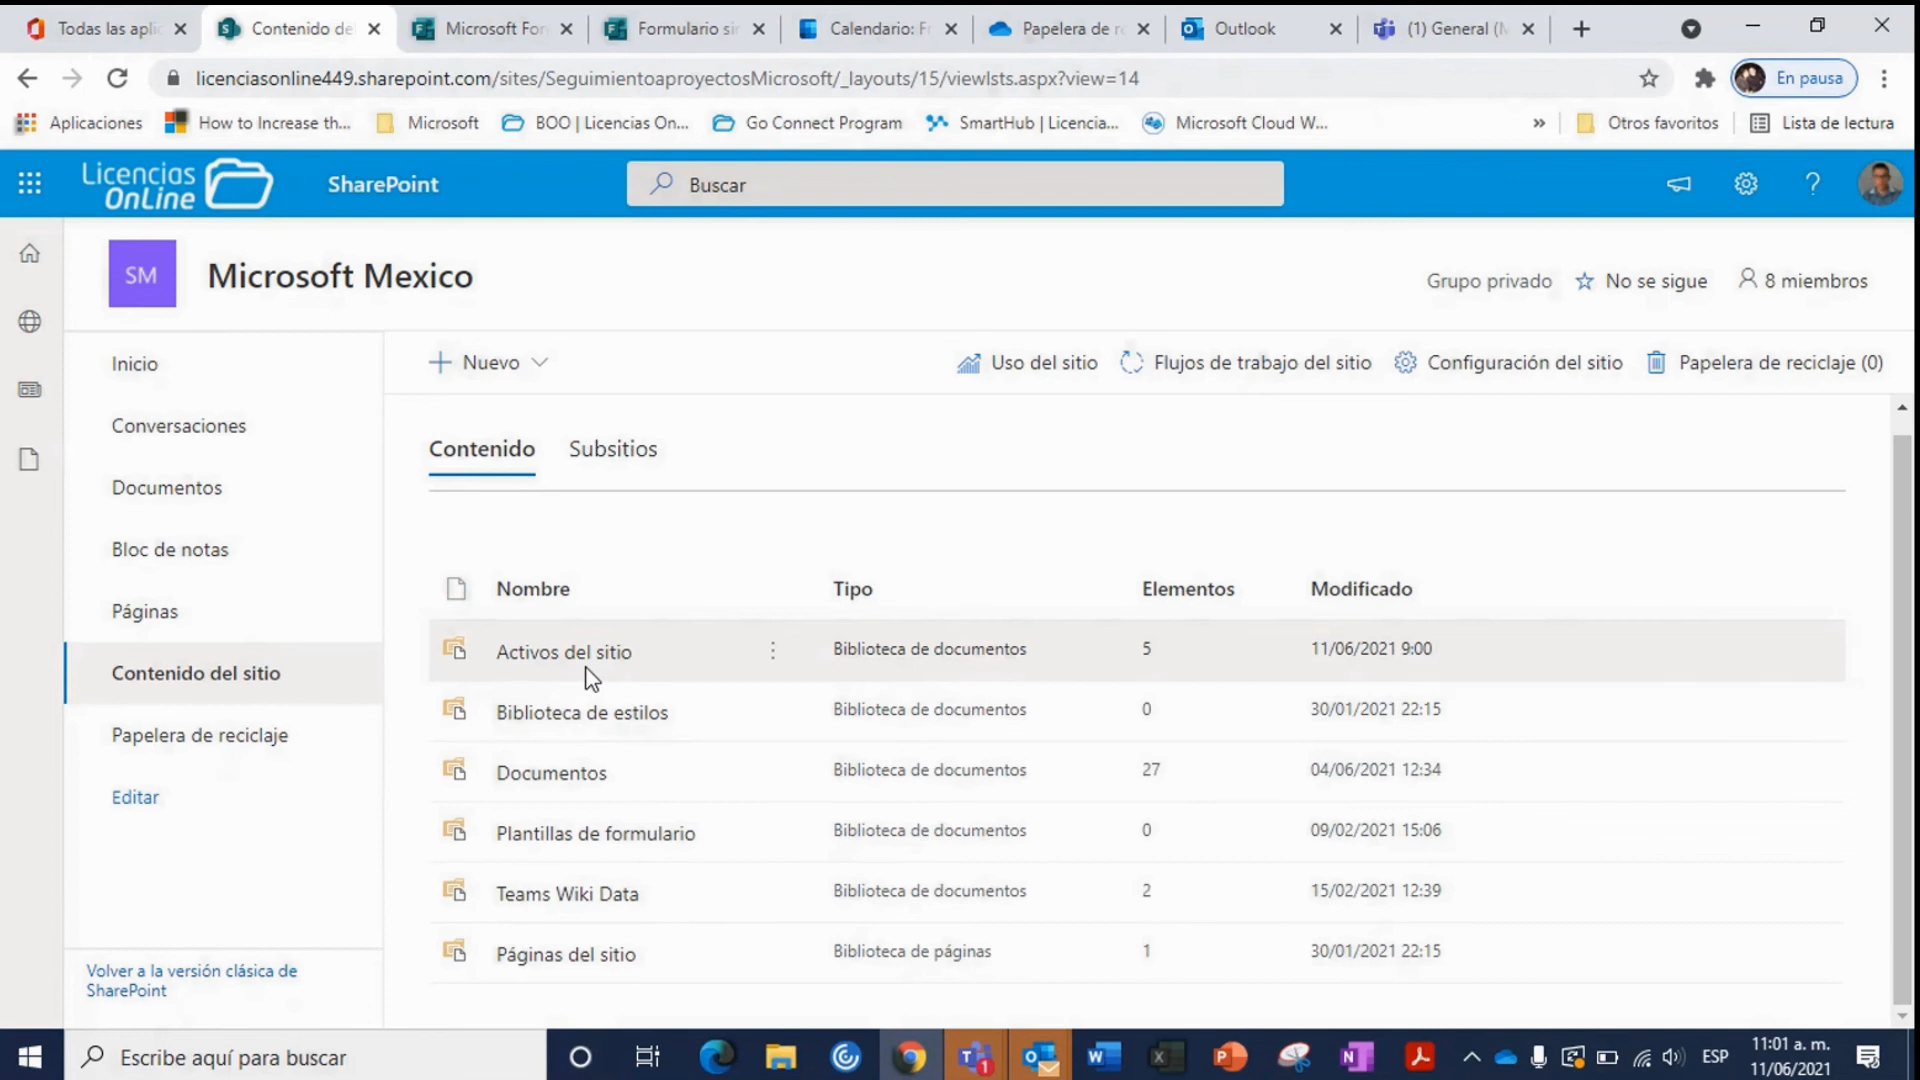 Todas las aplic
Contenido de
Microsoft For
Formulario sin
Calendario: F
Papelera de re
Outlook
(1) General (M
licenciasonline449.sharepoint.com/sites/SeguimientoaproyectosMicrosoft/_layouts/15/viewlsts.aspx?view=14
En pausa
Aplicaciones
How to Increase th...
Microsoft
BOO | Licencias On...
Go Connect Program
SmartHub | Licencia...
Microsoft Cloud W...
»
Otros favoritos
Lista de lectura
Licencias
OnLine
SharePoint
Buscar
?
SM
Microsoft Mexico
Grupo privado
No se sigue
8 miembros
Inicio
Conversaciones
Documentos
Bloc de notas
Páginas
Contenido del sitio
Papelera de reciclaje
Editar
Volver a la versión clásica de
SharePoint
Nuevo
Uso del sitio
Flujos de trabajo del sitio
Configuración del sitio
Papelera de reciclaje (0)
Contenido
Subsitios
Nombre Tipo Elementos Modificado
Activos del sitio Biblioteca de documentos 5 11/06/2021 9:00
Biblioteca de estilos Biblioteca de documentos 0 30/01/2021 22:15
Documentos Biblioteca de documentos 27 04/06/2021 12:34
Plantillas de formulario Biblioteca de documentos 0 09/02/2021 15:06
Teams Wiki Data Biblioteca de documentos 2 15/02/2021 12:39
Páginas del sitio Biblioteca de páginas 1 30/01/2021 22:15
Escribe aquí para buscar
1
ESP
11:01 a. m.
11/06/2021